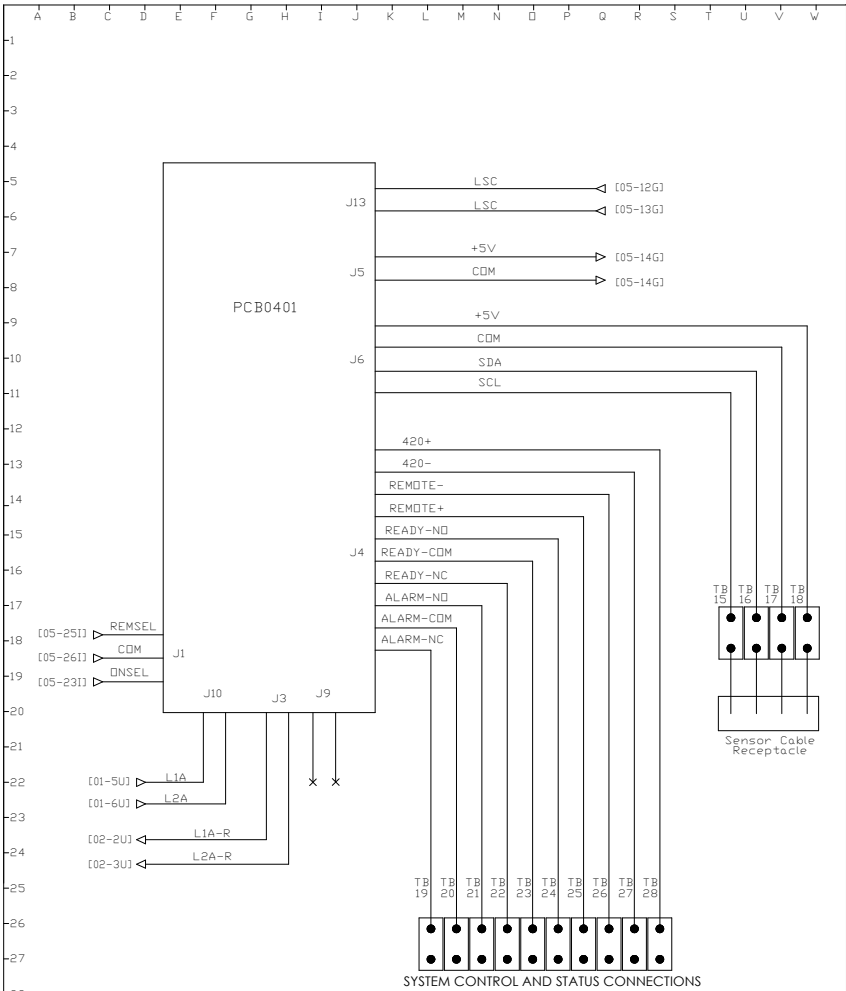 A B C D E F G H I J K L M N O P Q R S T U V W
1
2
3
4
5
6
7
8
9
10
11
12
13
14
15
16
17
18
19
20
21
22
23
24
25
26
27
LSC [05-12G]
J13
LSC [05-13G]
+5V [05-14G]
J5
COM [05-14G]
PCB0401
+5V
COM
J6
SDA
SCL
420+
420-
REMOTE-
REMOTE+
READY-NO
J4
READY-COM
READY-NC
ALARM-NO
ALARM-COM
ALARM-NC
TB 15
TB 16
TB 17
TB 18
[05-25I] REMSEL
[05-26I] COM
J1
[05-23I] ONSEL
J10
J3
J9
Sensor Cable
Receptacle
[01-5U] L1A
[01-6U] L2A
[02-2U] L1A-R
[02-3U] L2A-R
TB 19
TB 20
TB 21
TB 22
TB 23
TB 24
TB 25
TB 26
TB 27
TB 28
SYSTEM CONTROL AND STATUS CONNECTIONS